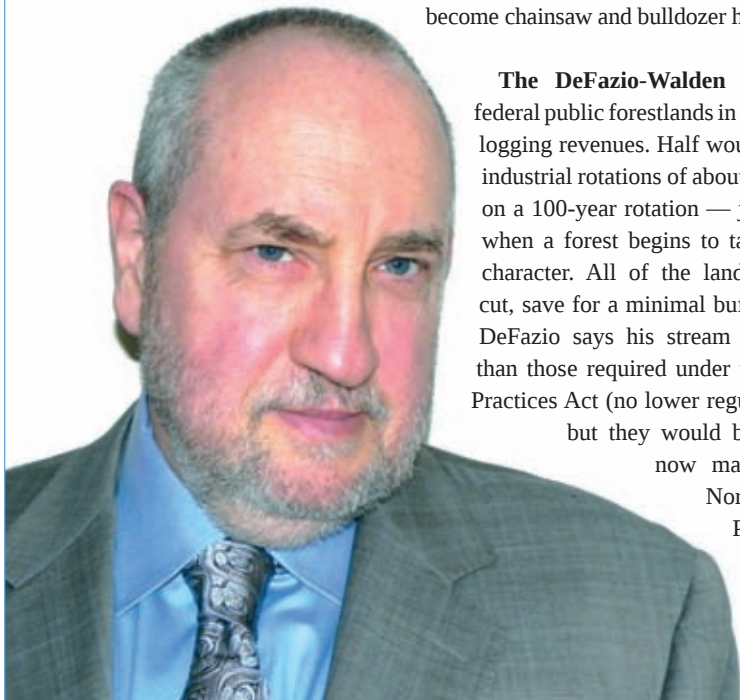 become chainsaw and bulldozer h
The DeFazio-Walden
federal public forestlands in
logging revenues. Half wou
industrial rotations of about
on a 100-year rotation — j
when a forest begins to ta
character. All of the land
cut, save for a minimal buf
DeFazio says his stream
than those required under
Practices Act (no lower regu
but they would b
now ma
Nor
P